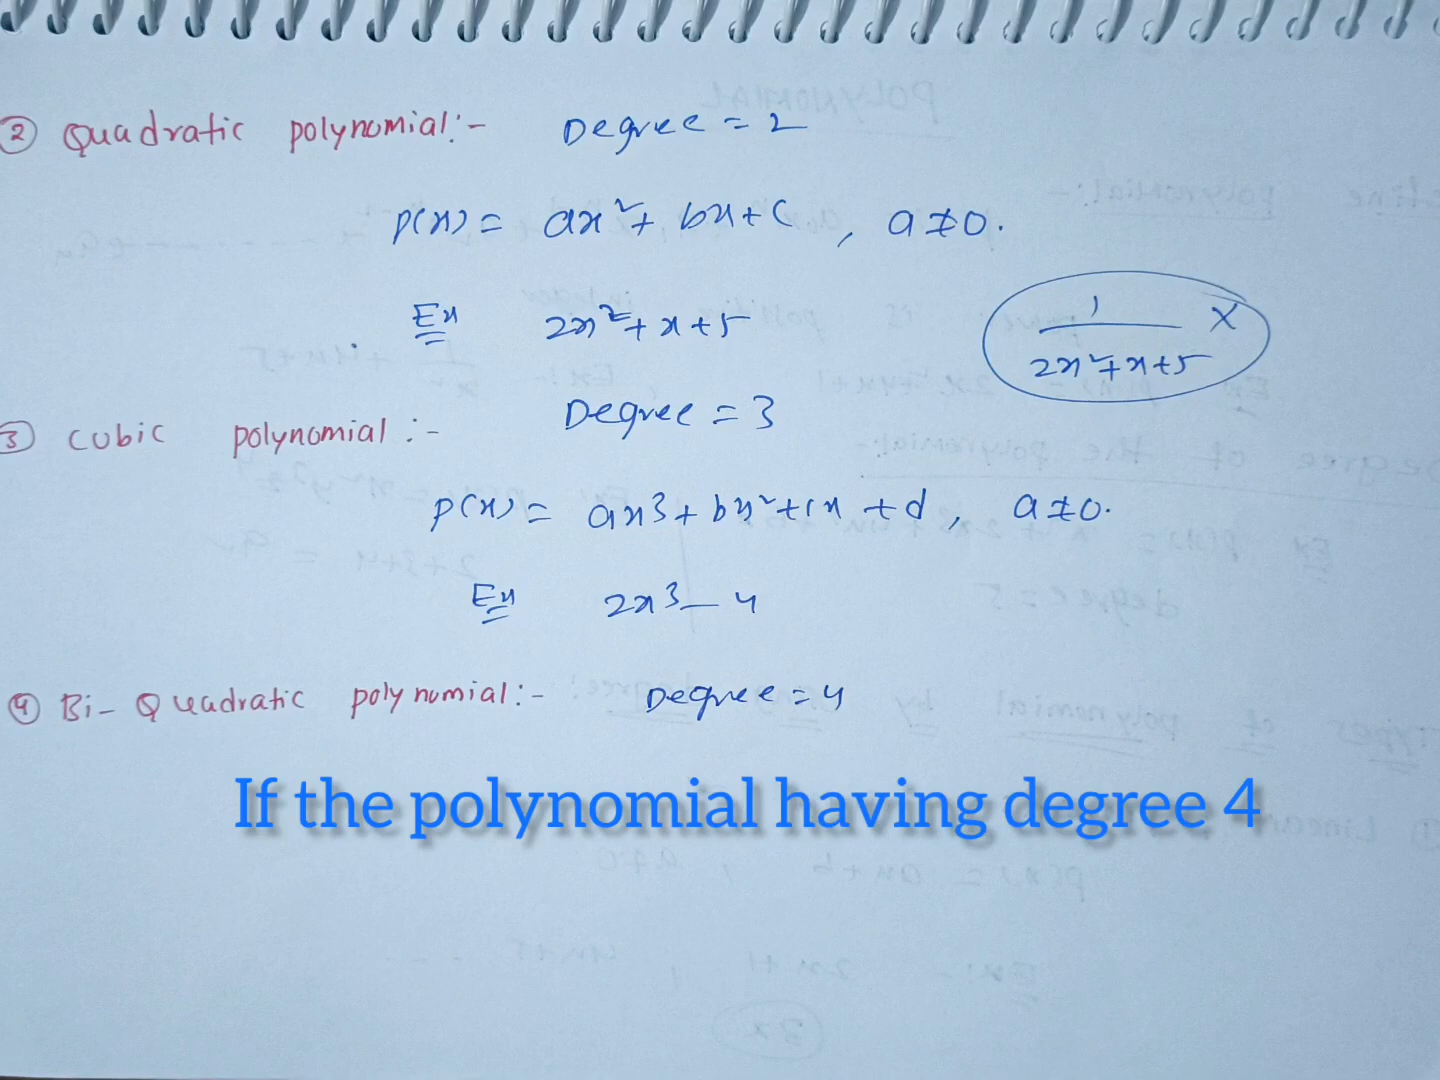 ② Quadratic polynomial:- Degree = 2
p(x) = ax² + bx + c , a ≠ 0.
Ex 2x² + x + 5
1 / 2x² + x + 5 X
③ cubic polynomial :- Degree = 3
p(x) = ax3 + bx² + cx + d , a ≠ 0.
Ex 2x3 - 4
④ Bi- Quadratic polynomial:- Degree = 4
If the polynomial having degree 4